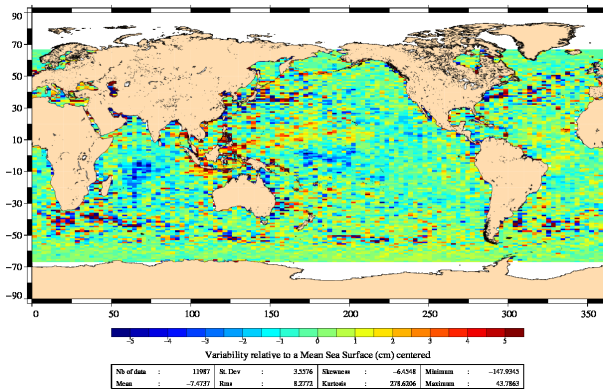 90
70
50
30
10
−10
−30
−50
−70
−90
0 50 100 150 200 250 300 350
−5 −4 −3 −2 −1 0 1 2 3 4 5
Variability relative to a Mean Sea Surface (cm) centered
Nb of data : 11987 St. Dev : 3.5576 Skewness : −6.4548 Minimum : −147.9345
Mean : −7.4737 Rms : 8.2772 Kurtosis : 278.6206 Maximum : 43.7863